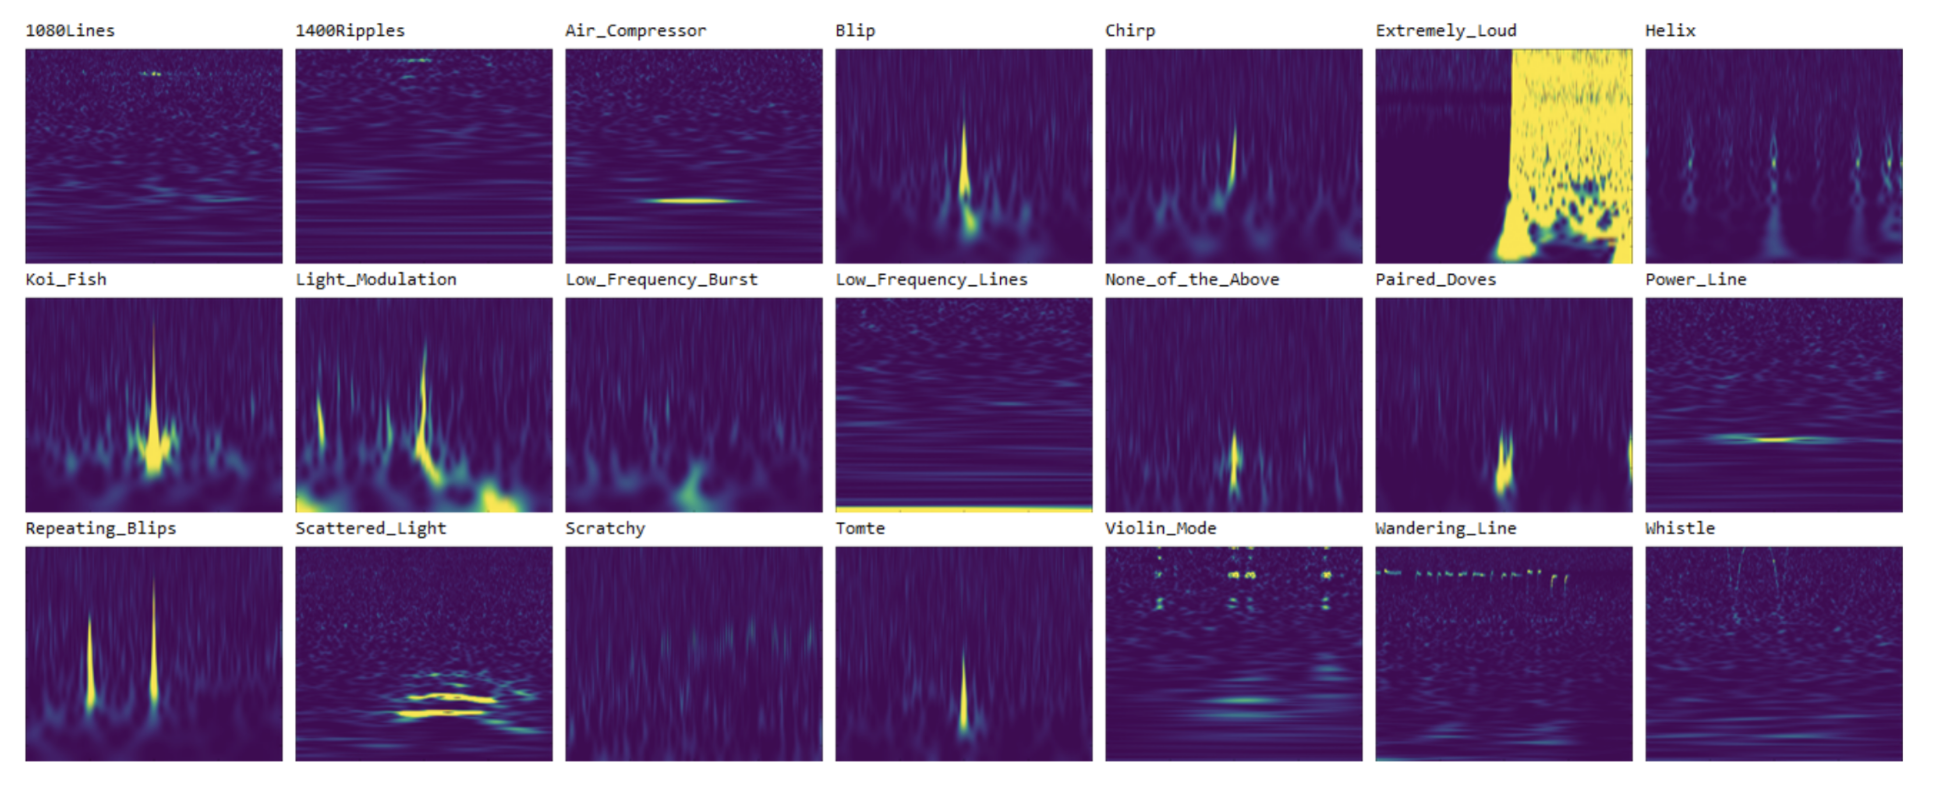 1080Lines 1400Ripples Air_Compressor Blip Chirp Extremely_Loud Helix
Koi_Fish Light_Modulation Low_Frequency_Burst Low_Frequency_Lines None_of_the_Above Paired_Doves Power_Line
Repeating_Blips Scattered_Light Scratchy Tomte Violin_Mode Wandering_Line Whistle